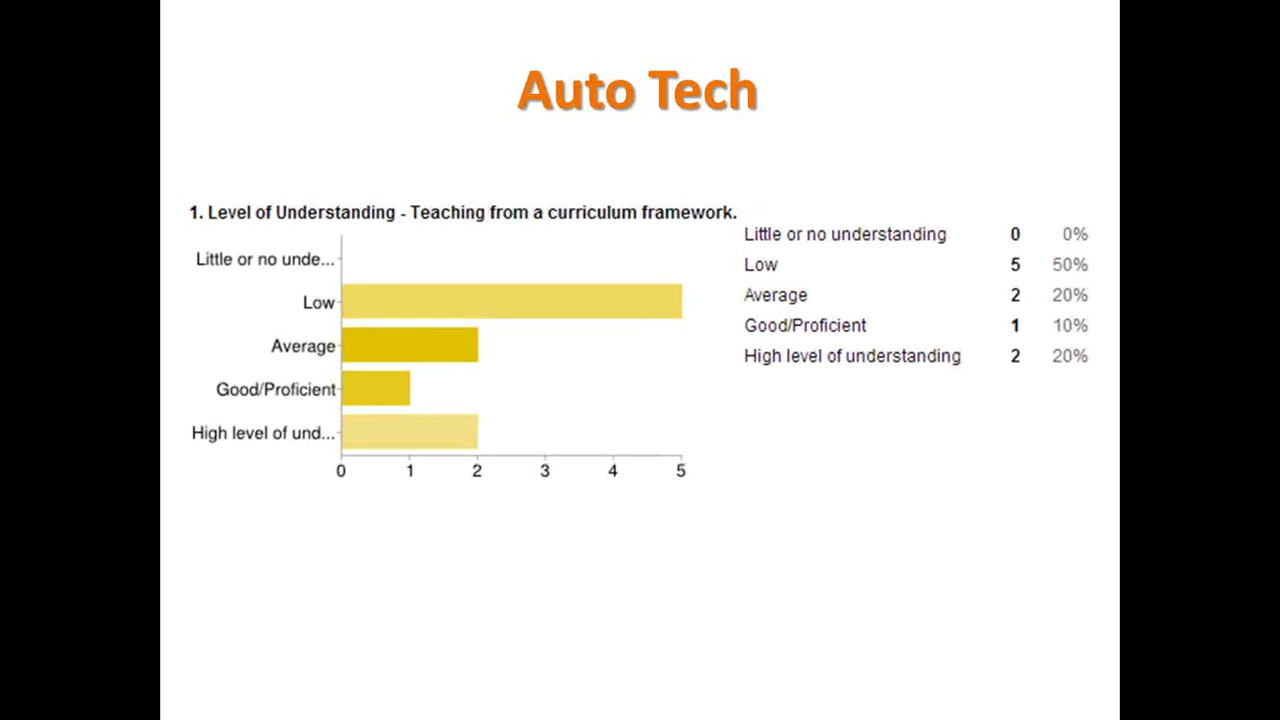 Auto Tech
1. Level of Understanding - Teaching from a curriculum framework.
Little or no unde...
Low
Average
Good/Proficient
High level of und...
0 1 2 3 4 5
Little or no understanding 0 0%
Low 5 50%
Average 2 20%
Good/Proficient 1 10%
High level of understanding 2 20%